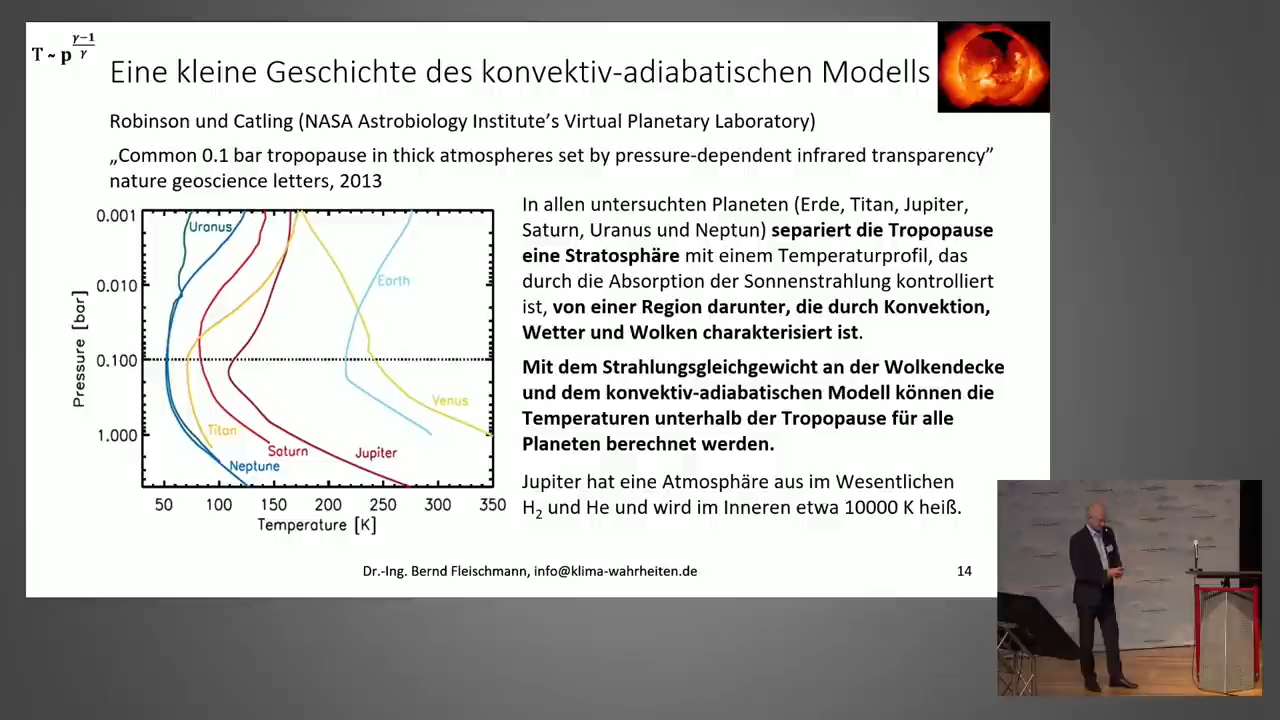 T ~ p^(γ−1)/γ
Eine kleine Geschichte des konvektiv-adiabatischen Modells
Robinson und Catling (NASA Astrobiology Institute's Virtual Planetary Laboratory)
„Common 0.1 bar tropopause in thick atmospheres set by pressure-dependent infrared transparency”
nature geoscience letters, 2013
0.001
0.010
0.100
1.000
Pressure [bar]
Uranus
Earth
Venus
Titan
Saturn
Jupiter
Neptune
50 100 150 200 250 300 350
Temperature [K]
In allen untersuchten Planeten (Erde, Titan, Jupiter,
Saturn, Uranus und Neptun) separiert die Tropopause
eine Stratosphäre mit einem Temperaturprofil, das
durch die Absorption der Sonnenstrahlung kontrolliert
ist, von einer Region darunter, die durch Konvektion,
Wetter und Wolken charakterisiert ist.
Mit dem Strahlungsgleichgewicht an der Wolkendecke
und dem konvektiv-adiabatischen Modell können die
Temperaturen unterhalb der Tropopause für alle
Planeten berechnet werden.
Jupiter hat eine Atmosphäre aus im Wesentlichen
H₂ und He und wird im Inneren etwa 10000 K heiß.
Dr.-Ing. Bernd Fleischmann, info@klima-wahrheiten.de
14